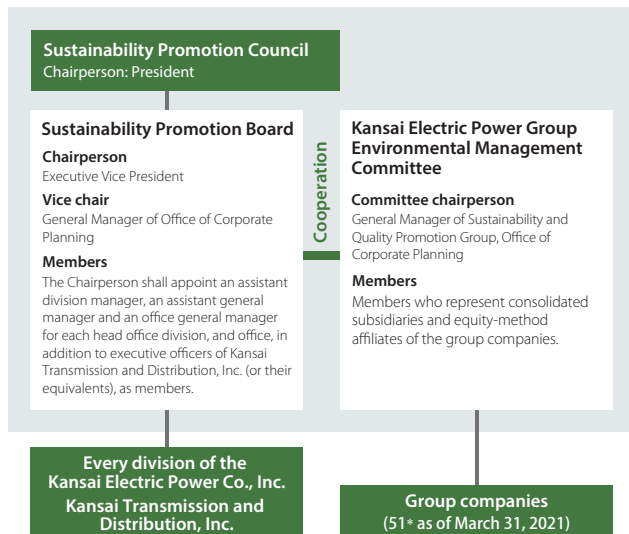 Sustainability Promotion Council
Chairperson: President
Sustainability Promotion Board
Chairperson
Executive Vice President
Vice chair
General Manager of Office of Corporate
Planning
Members
The Chairperson shall appoint an assistant
division manager, an assistant general
manager and an office general manager
for each head office division, and office, in
addition to executive officers of Kansai
Transmission and Distribution, Inc. (or their
equivalents), as members.
Cooperation
Kansai Electric Power Group
Environmental Management
Committee
Committee chairperson
General Manager of Sustainability and
Quality Promotion Group, Office of
Corporate Planning
Members
Members who represent consolidated
subsidiaries and equity-method
affiliates of the group companies.
Every division of the
Kansai Electric Power Co., Inc.
Kansai Transmission and
Distribution, Inc.
Group companies
(51* as of March 31, 2021)